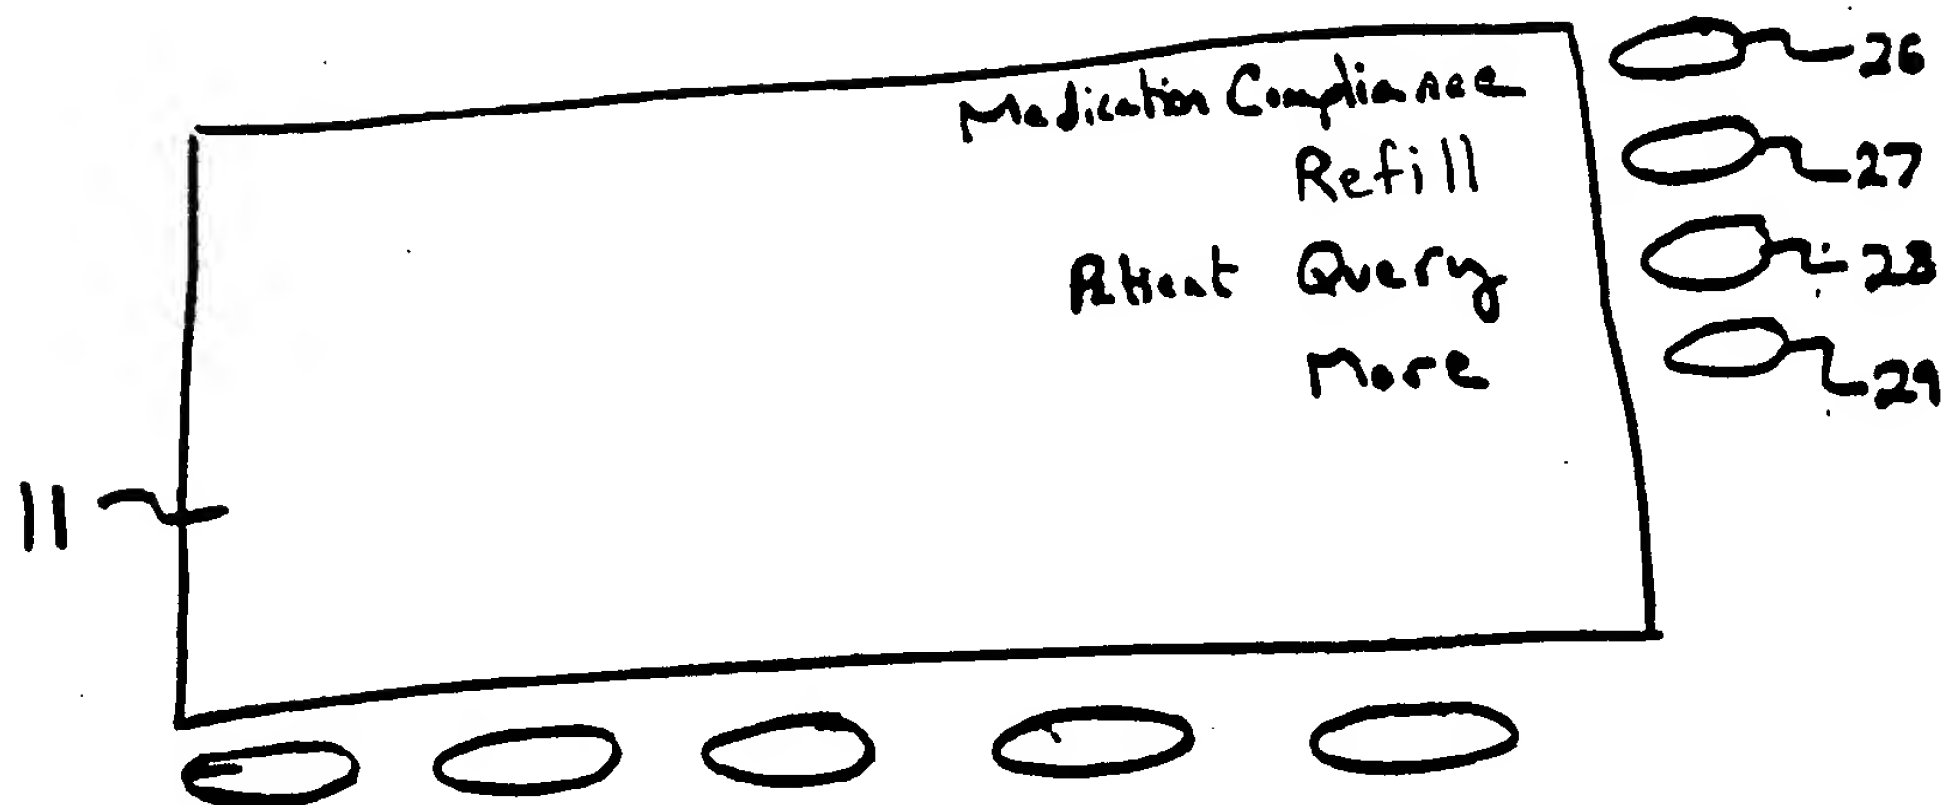 Medication Compliance 26
Refill 27
Patient Query 28
More 29
11